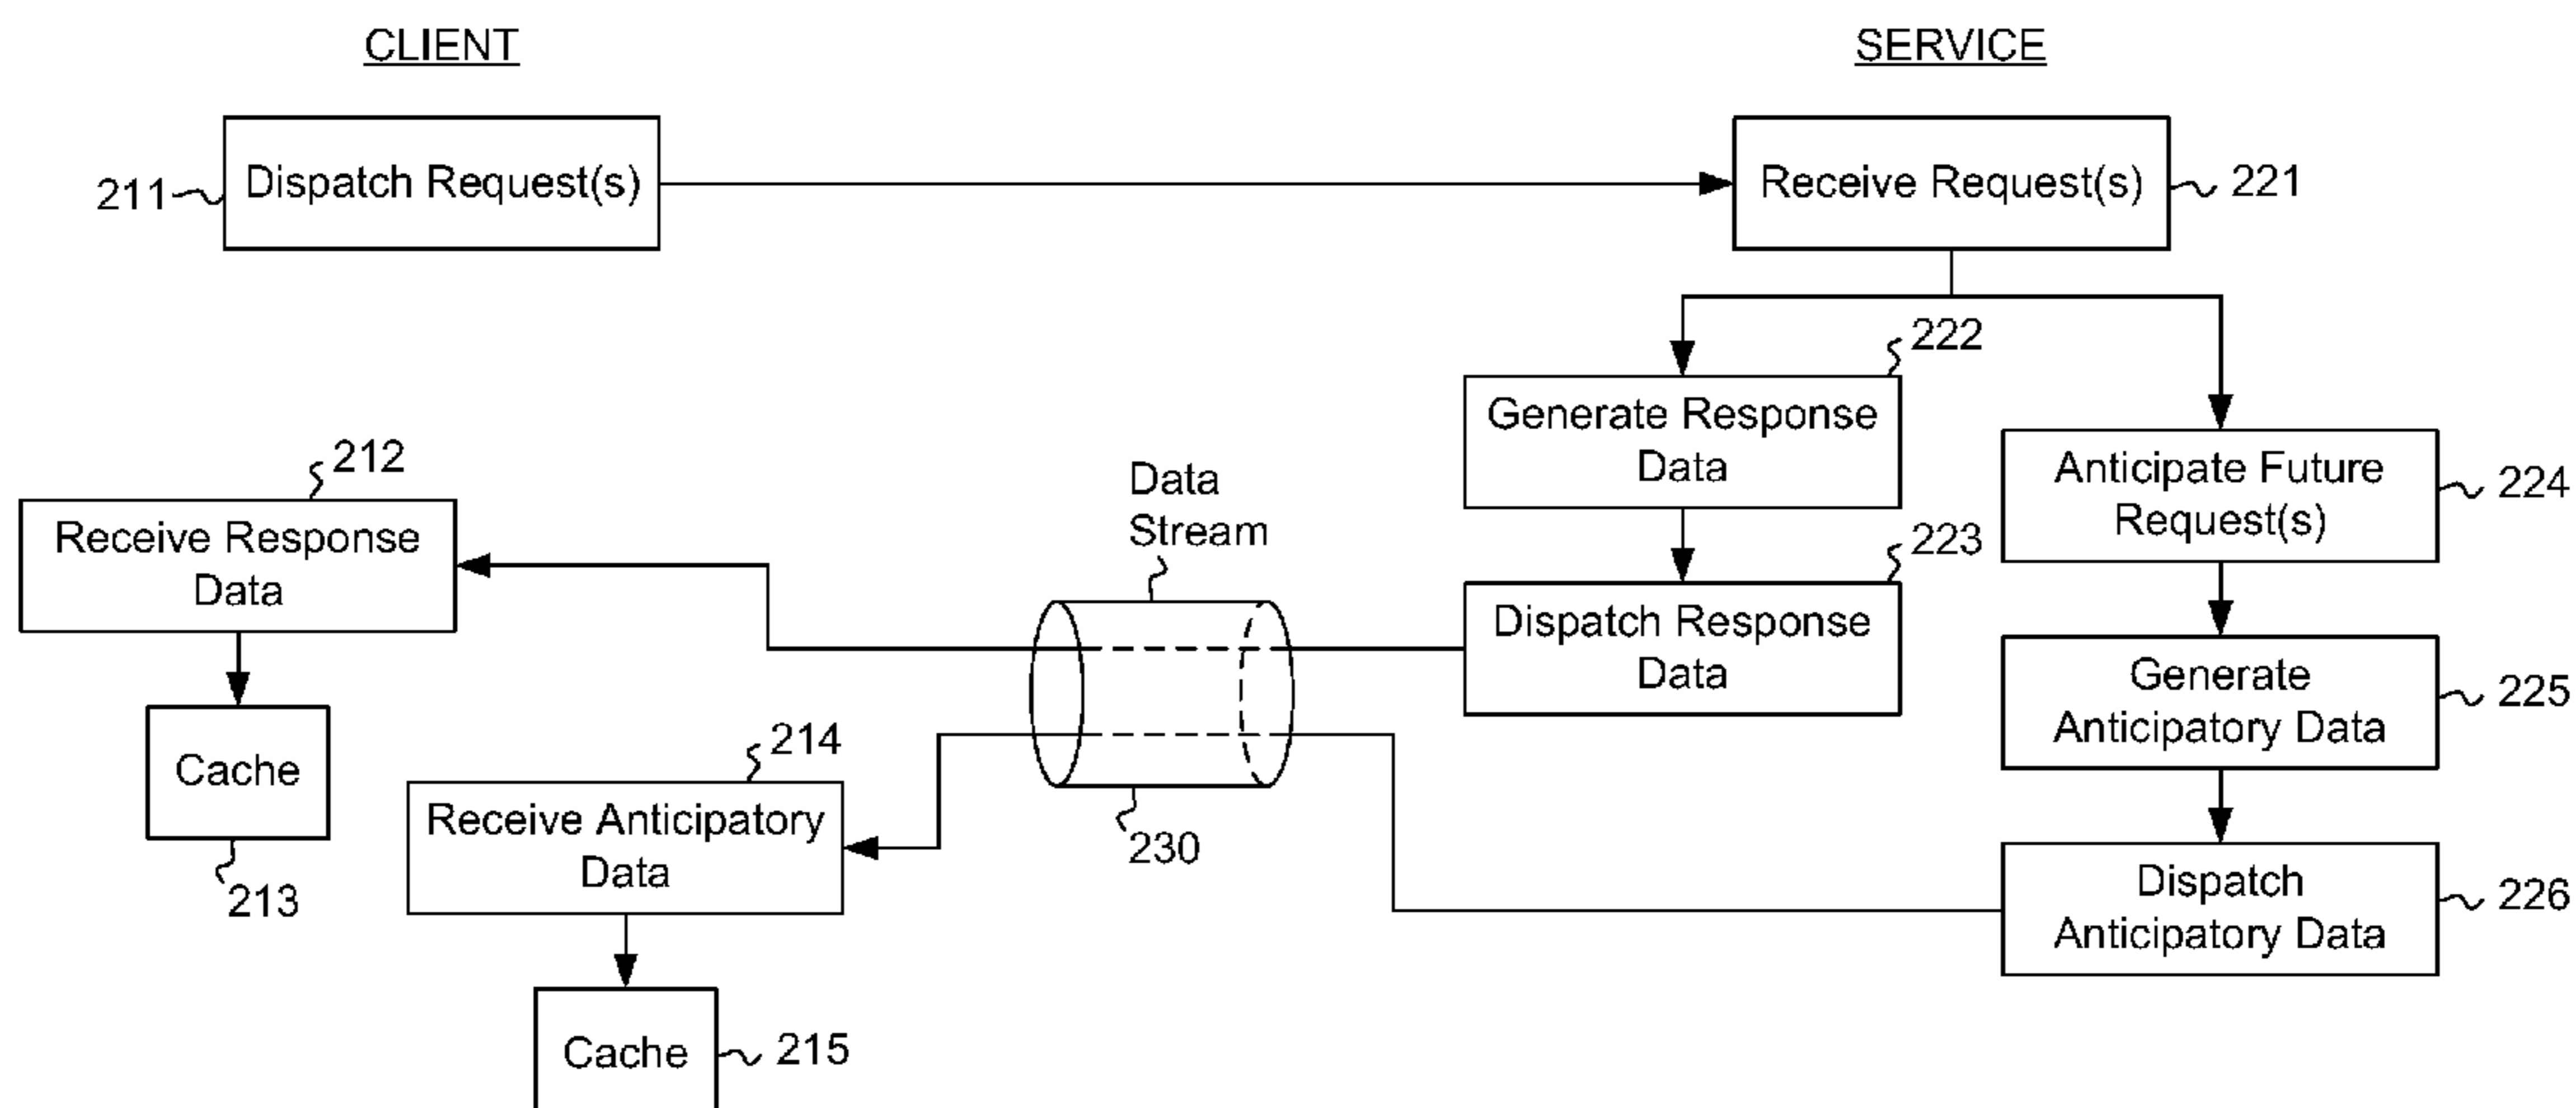 CLIENT
SERVICE
211
Dispatch Request(s)
Receive Request(s)
221
222
Generate Response
Data
Anticipate Future
Request(s)
224
212
Receive Response
Data
Data
Stream
223
Dispatch Response
Data
Generate
Anticipatory Data
225
Cache
213
214
Receive Anticipatory
Data
230
Dispatch
Anticipatory Data
226
Cache
215